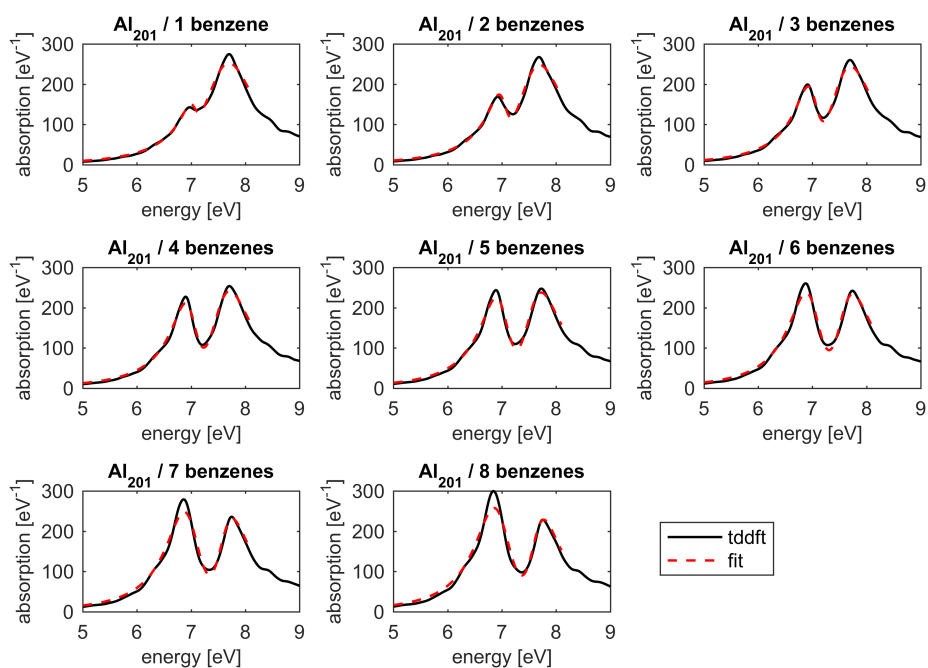 Al201 / 1 benzene
Al201 / 2 benzenes
Al201 / 3 benzenes
absorption [eV-1]
300
200
100
0
5 6 7 8 9
energy [eV]
absorption [eV-1]
300
200
100
0
5 6 7 8 9
energy [eV]
absorption [eV-1]
300
200
100
0
5 6 7 8 9
energy [eV]
Al201 / 4 benzenes
Al201 / 5 benzenes
Al201 / 6 benzenes
absorption [eV-1]
300
200
100
0
5 6 7 8 9
energy [eV]
absorption [eV-1]
300
200
100
0
5 6 7 8 9
energy [eV]
absorption [eV-1]
300
200
100
0
5 6 7 8 9
energy [eV]
Al201 / 7 benzenes
Al201 / 8 benzenes
absorption [eV-1]
300
200
100
0
5 6 7 8 9
energy [eV]
absorption [eV-1]
300
200
100
0
5 6 7 8 9
energy [eV]
tddft
fit